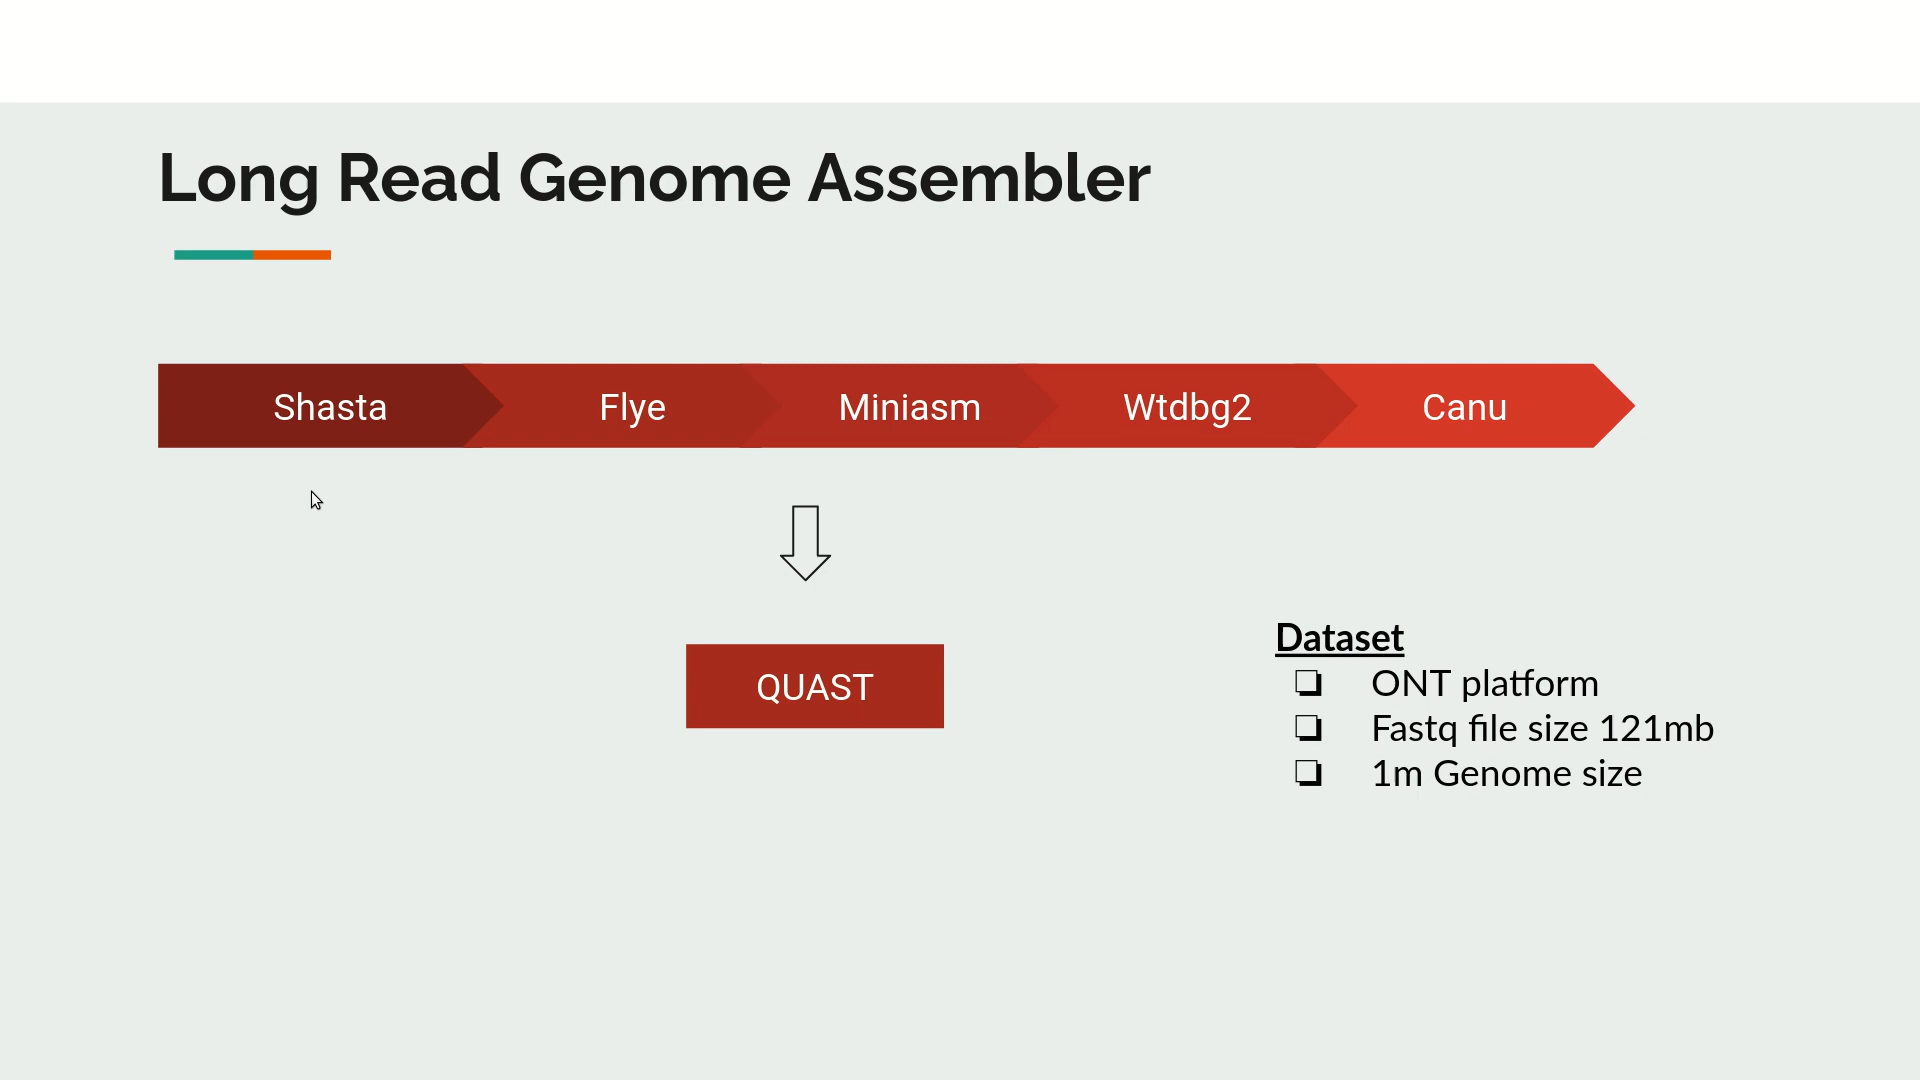 Long Read Genome Assembler
Shasta Flye Miniasm Wtdbg2 Canu
QUAST
Dataset
ONT platform
Fastq file size 121mb
1m Genome size